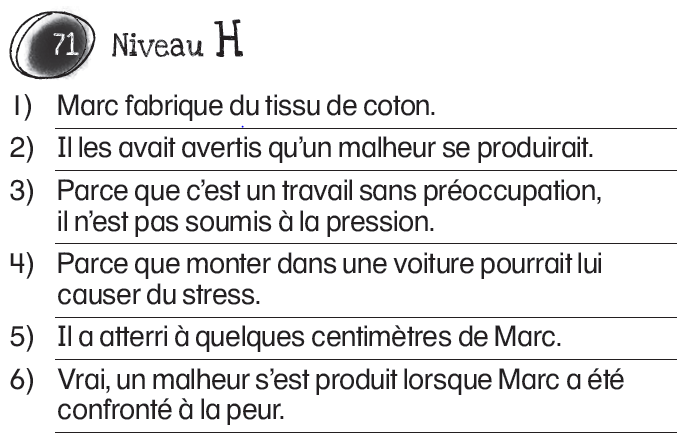 71 Niveau H
1) Marc fabrique du tissu de coton.
2) Il les avait avertis qu'un malheur se produirait.
3) Parce que c'est un travail sans préoccupation,
il n'est pas soumis à la pression.
4) Parce que monter dans une voiture pourrait lui
causer du stress.
5) Il a atterri à quelques centimètres de Marc.
6) Vrai, un malheur s'est produit lorsque Marc a été
confronté à la peur.